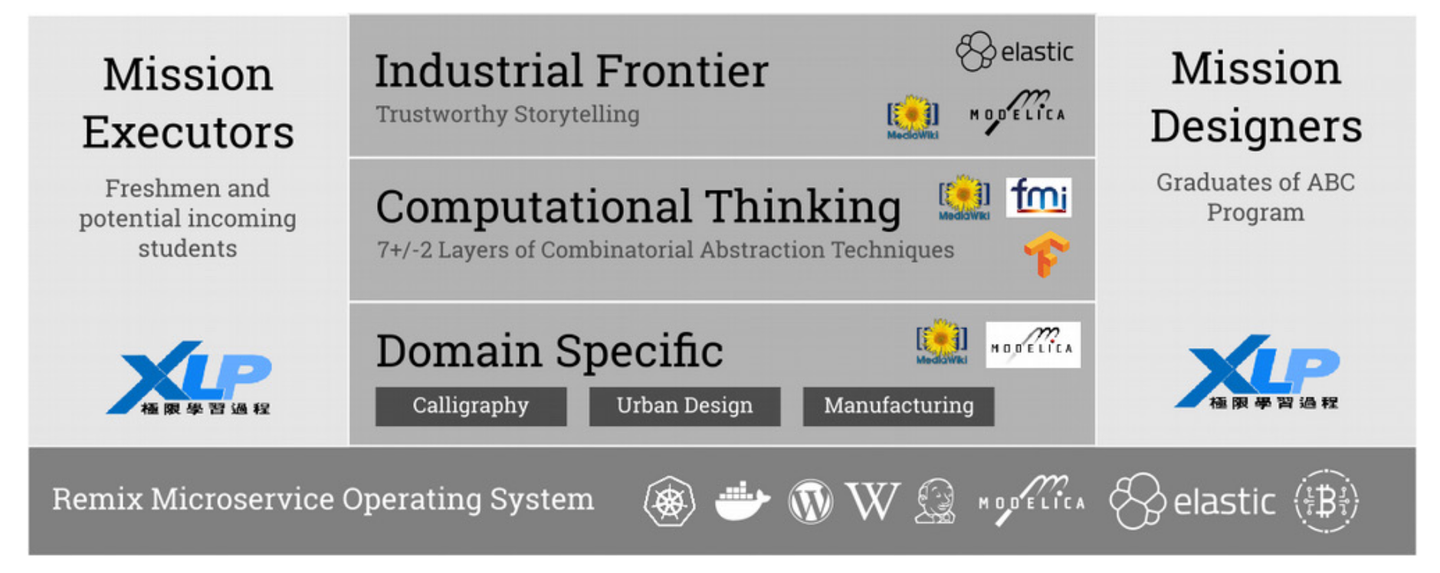 Mission
Executors
Freshmen and
potential incoming
students
XLP
極限學習過程
Industrial Frontier
Trustworthy Storytelling
elastic
MediaWiki
MODELICA
Computational Thinking
7+/-2 Layers of Combinatorial Abstraction Techniques
MediaWiki
fmi
Domain Specific
MediaWiki
MODELICA
Calligraphy
Urban Design
Manufacturing
Mission
Designers
Graduates of ABC
Program
XLP
極限學習過程
Remix Microservice Operating System
W
W
MODELICA
elastic
B